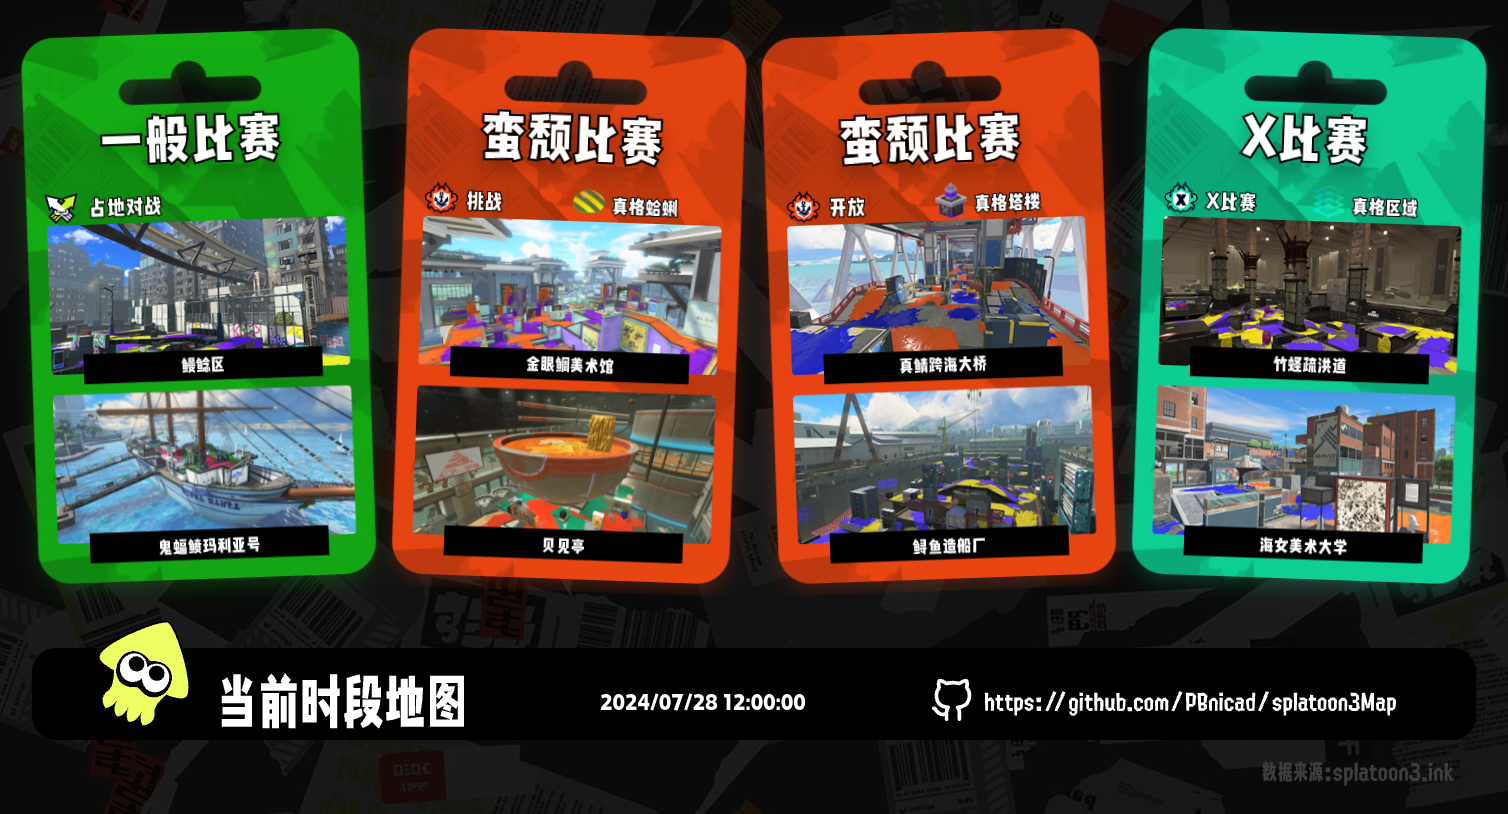 一般比赛
占地对战
鳗鲶区
鬼蝠鲼玛利亚号
蛮颓比赛
挑战
真格蛤蜊
金眼鲷美术馆
贝见亭
蛮颓比赛
开放
真格塔楼
真鲭跨海大桥
鲟鱼造船厂
X比赛
X比赛
真格区域
竹蛏疏洪道
海女美术大学
当前时段地图
2024/07/28 12:00:00
https://github.com/PBnicad/splatoon3Map
数据来源:splatoon3.ink